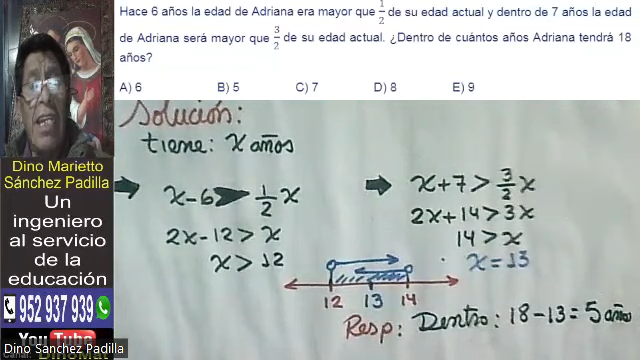 Hace 6 años la edad de Adriana era mayor que 1/2 de su edad actual y dentro de 7 años la edad
de Adriana será mayor que 3/2 de su edad actual. ¿Dentro de cuántos años Adriana tendrá 18
años?
A) 6 B) 5 C) 7 D) 8 E) 9
Solución:
tiene: x años
x-6 > 1/2 x
2x-12 > x
x > 12
x+7 > 3/2 x
2x+14 > 3x
14 > x
x = 13
12 13 14
Resp: Dentro: 18-13=5 años
Dino Marietto
Sánchez Padilla
Un
ingeniero
al servicio
de la
educación
952 937 939
You Tube
Dino Sánchez Padilla